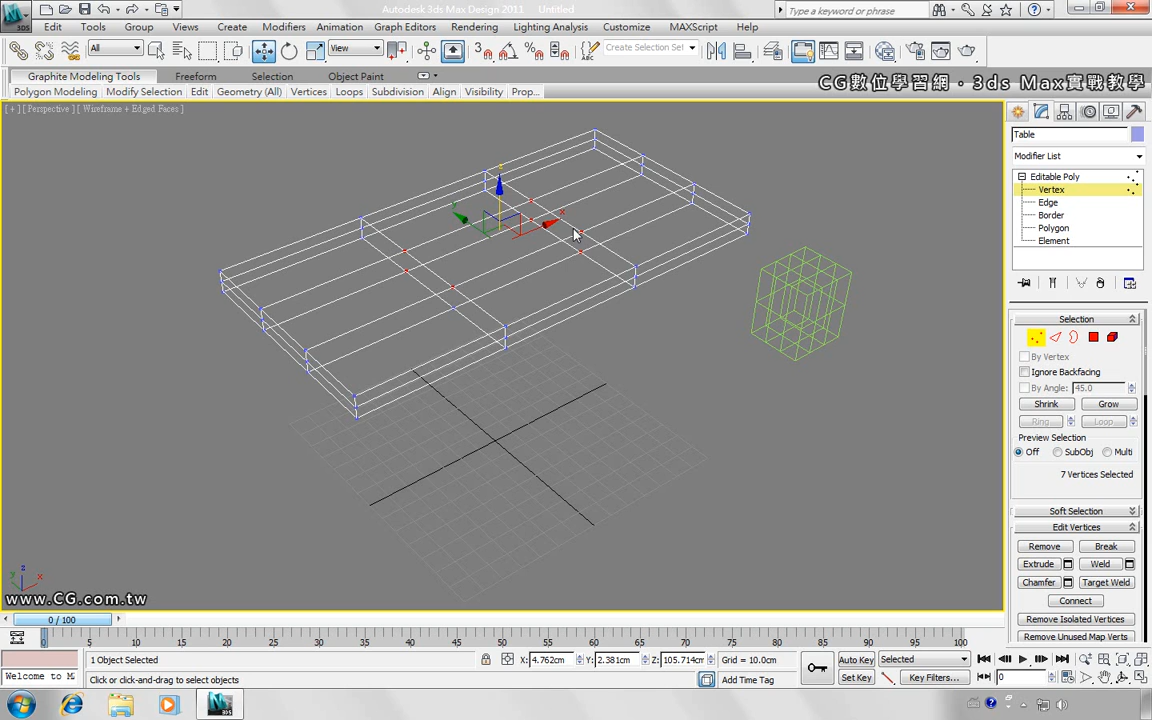 Autodesk 3ds Max Design 2011 Untitled
Type a keyword or phrase
3DS
Edit Tools Group Views Create Modifiers Animation Graph Editors Rendering Lighting Analysis Customize MAXScript Help
All View Create Selection Set
Graphite Modeling Tools Freeform Selection Object Paint
CG數位學習網・3ds Max實戰教學
Polygon Modeling Modify Selection Edit Geometry (All) Vertices Loops Subdivision Align Visibility Prop...
[ + ] [ Perspective ] [ Wireframe + Edged Faces ]
Table
Modifier List
Editable Poly
Vertex
Edge
Border
Polygon
Element
Selection
By Vertex
Ignore Backfacing
By Angle: 45.0
Shrink Grow
Ring Loop
Preview Selection
Off SubObj Multi
7 Vertices Selected
Soft Selection
Edit Vertices
Remove Break
Extrude Weld
Chamfer Target Weld
Connect
Remove Isolated Vertices
Remove Unused Map Verts
x
y
z
y
x
www.CG.com.tw
0 / 100
0 5 10 15 20 25 30 35 40 45 50 55 60 65 70 75 80 85 90 95 100
1 Object Selected X: 4.762cm Y: 2.381cm Z: 105.714cm Grid = 10.0cm Auto Key Selected
Welcome to M Click or click-and-drag to select objects Add Time Tag Set Key Key Filters... 0